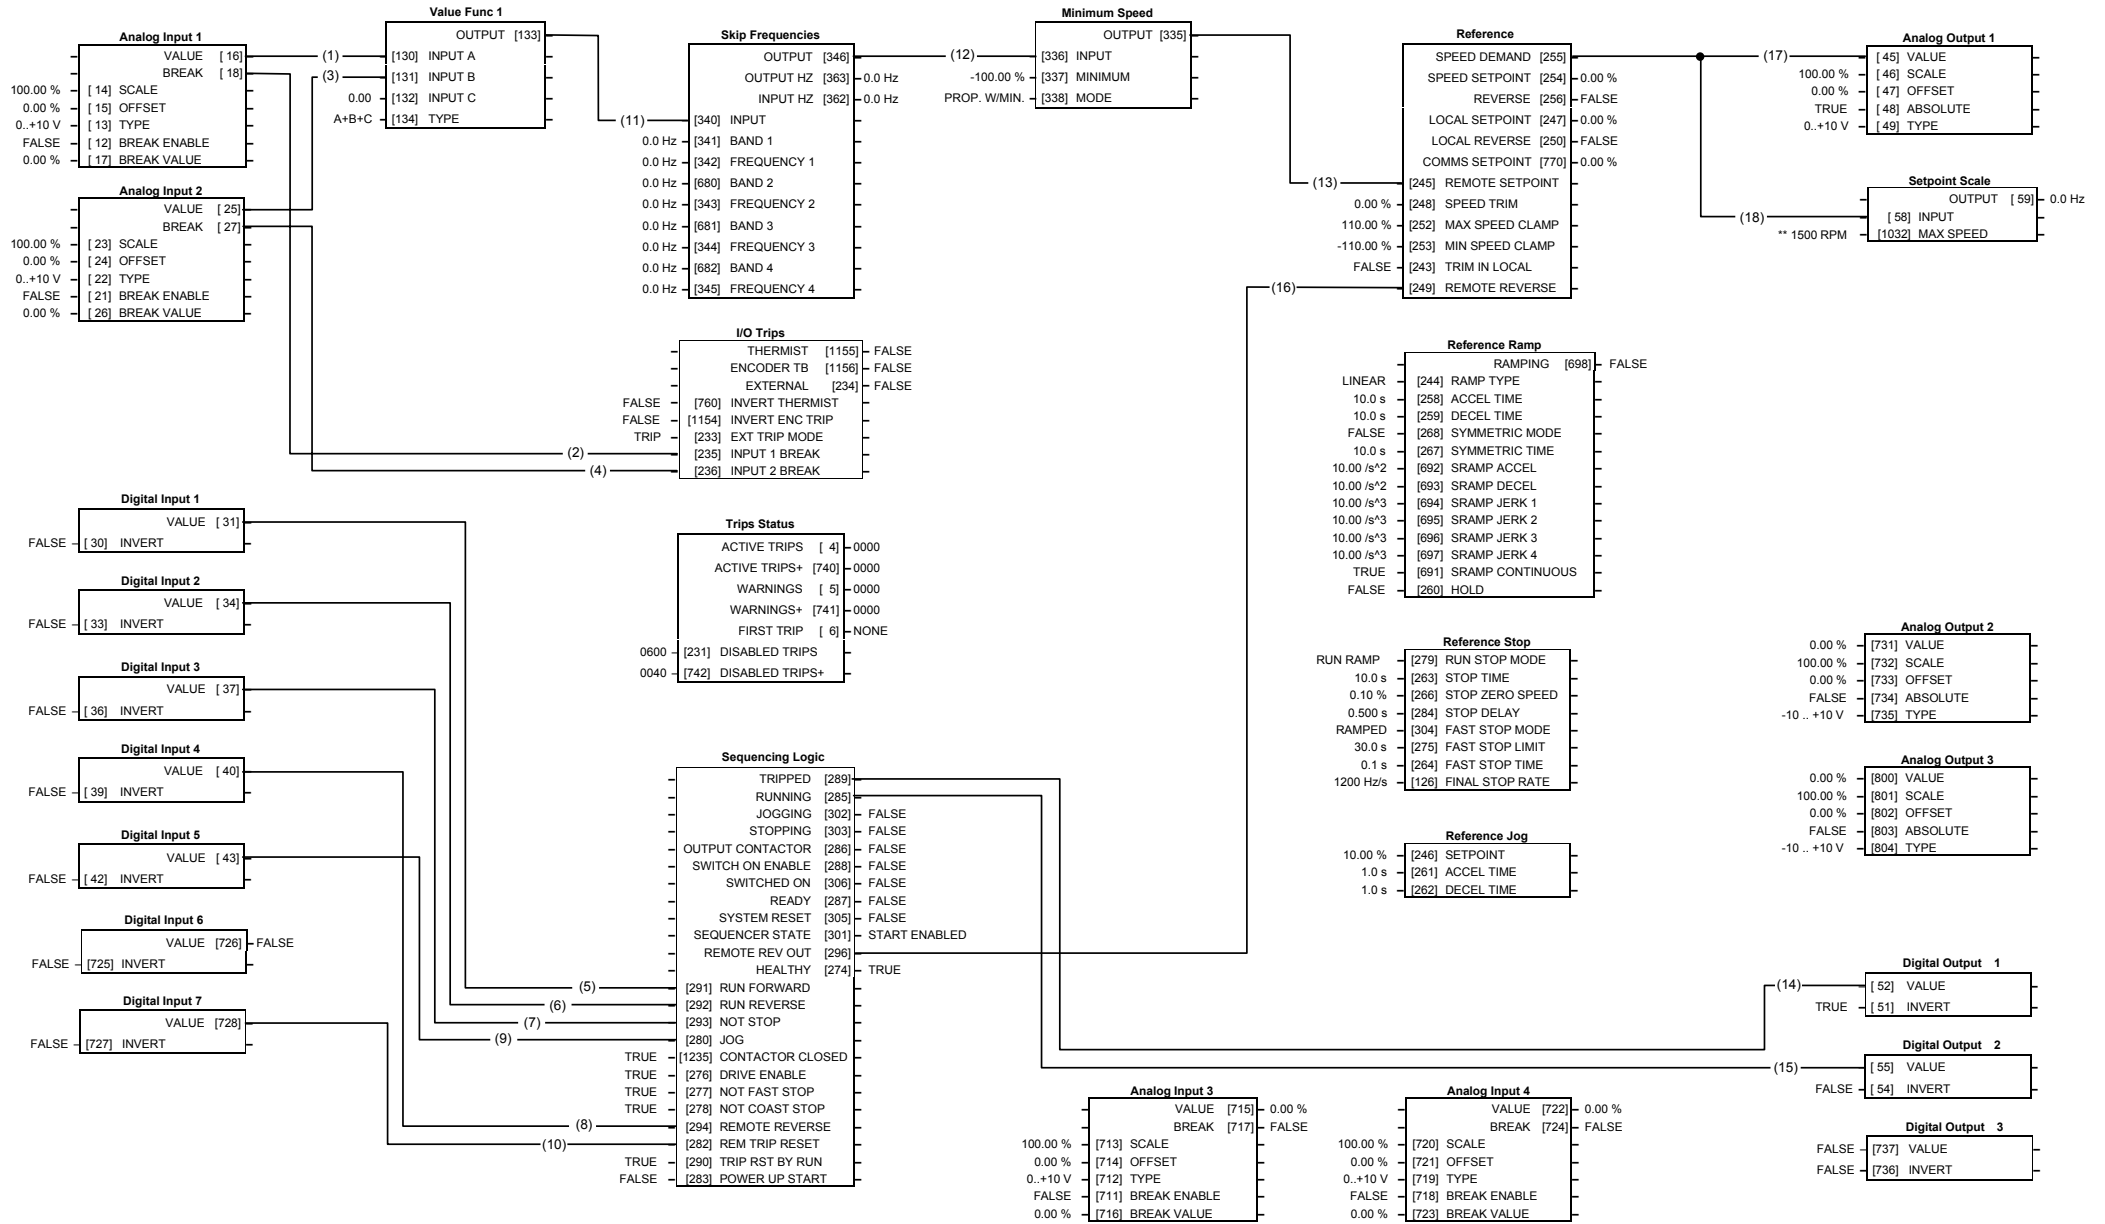 Analog Input 1
VALUE [ 16]
BREAK [ 18]
100.00 % [ 14] SCALE
0.00 % [ 15] OFFSET
0..+10 V [ 13] TYPE
FALSE [ 12] BREAK ENABLE
0.00 % [ 17] BREAK VALUE
Analog Input 2
VALUE [ 25]
BREAK [ 27]
100.00 % [ 23] SCALE
0.00 % [ 24] OFFSET
0..+10 V [ 22] TYPE
FALSE [ 21] BREAK ENABLE
0.00 % [ 26] BREAK VALUE
(1)
(3)
Value Func 1
OUTPUT [133]
[130] INPUT A
[131] INPUT B
0.00 [132] INPUT C
A+B+C [134] TYPE
(11)
Skip Frequencies
OUTPUT [346]
OUTPUT HZ [363] 0.0 Hz
INPUT HZ [362] 0.0 Hz
[340] INPUT
0.0 Hz [341] BAND 1
0.0 Hz [342] FREQUENCY 1
0.0 Hz [680] BAND 2
0.0 Hz [343] FREQUENCY 2
0.0 Hz [681] BAND 3
0.0 Hz [344] FREQUENCY 3
0.0 Hz [682] BAND 4
0.0 Hz [345] FREQUENCY 4
(12)
Minimum Speed
OUTPUT [335]
[336] INPUT
-100.00 % [337] MINIMUM
PROP. W/MIN. [338] MODE
(13)
(16)
Reference
SPEED DEMAND [255]
SPEED SETPOINT [254] 0.00 %
REVERSE [256] FALSE
LOCAL SETPOINT [247] 0.00 %
LOCAL REVERSE [250] FALSE
COMMS SETPOINT [770] 0.00 %
[245] REMOTE SETPOINT
0.00 % [248] SPEED TRIM
110.00 % [252] MAX SPEED CLAMP
-110.00 % [253] MIN SPEED CLAMP
FALSE [243] TRIM IN LOCAL
[249] REMOTE REVERSE
(17)
(18)
Analog Output 1
[ 45] VALUE
100.00 % [ 46] SCALE
0.00 % [ 47] OFFSET
TRUE [ 48] ABSOLUTE
0..+10 V [ 49] TYPE
Setpoint Scale
OUTPUT [ 59] 0.0 Hz
[ 58] INPUT
** 1500 RPM [1032] MAX SPEED
I/O Trips
THERMIST [1155] FALSE
ENCODER TB [1156] FALSE
EXTERNAL [234] FALSE
FALSE [760] INVERT THERMIST
FALSE [1154] INVERT ENC TRIP
TRIP [233] EXT TRIP MODE
(2) [235] INPUT 1 BREAK
(4) [236] INPUT 2 BREAK
Reference Ramp
RAMPING [698] FALSE
LINEAR [244] RAMP TYPE
10.0 s [258] ACCEL TIME
10.0 s [259] DECEL TIME
FALSE [268] SYMMETRIC MODE
10.0 s [267] SYMMETRIC TIME
10.00 /s^2 [692] SRAMP ACCEL
10.00 /s^2 [693] SRAMP DECEL
10.00 /s^3 [694] SRAMP JERK 1
10.00 /s^3 [695] SRAMP JERK 2
10.00 /s^3 [696] SRAMP JERK 3
10.00 /s^3 [697] SRAMP JERK 4
TRUE [691] SRAMP CONTINUOUS
FALSE [260] HOLD
Digital Input 1
VALUE [ 31]
FALSE [ 30] INVERT
Digital Input 2
VALUE [ 34]
FALSE [ 33] INVERT
Digital Input 3
VALUE [ 37]
FALSE [ 36] INVERT
Digital Input 4
VALUE [ 40]
FALSE [ 39] INVERT
Digital Input 5
VALUE [ 43]
FALSE [ 42] INVERT
Digital Input 6
VALUE [726] FALSE
FALSE [725] INVERT
Digital Input 7
VALUE [728]
FALSE [727] INVERT
Trips Status
ACTIVE TRIPS [ 4] 0000
ACTIVE TRIPS+ [740] 0000
WARNINGS [ 5] 0000
WARNINGS+ [741] 0000
FIRST TRIP [ 6] NONE
0600 [231] DISABLED TRIPS
0040 [742] DISABLED TRIPS+
Sequencing Logic
TRIPPED [289]
RUNNING [285]
JOGGING [302] FALSE
STOPPING [303] FALSE
OUTPUT CONTACTOR [286] FALSE
SWITCH ON ENABLE [288] FALSE
SWITCHED ON [306] FALSE
READY [287] FALSE
SYSTEM RESET [305] FALSE
SEQUENCER STATE [301] START ENABLED
REMOTE REV OUT [296]
HEALTHY [274] TRUE
(5) [291] RUN FORWARD
(6) [292] RUN REVERSE
(7) [293] NOT STOP
(9) [280] JOG
TRUE [1235] CONTACTOR CLOSED
TRUE [276] DRIVE ENABLE
TRUE [277] NOT FAST STOP
TRUE [278] NOT COAST STOP
(8) [294] REMOTE REVERSE
(10) [282] REM TRIP RESET
TRUE [290] TRIP RST BY RUN
FALSE [283] POWER UP START
Reference Stop
RUN RAMP [279] RUN STOP MODE
10.0 s [263] STOP TIME
0.10 % [266] STOP ZERO SPEED
0.500 s [284] STOP DELAY
RAMPED [304] FAST STOP MODE
30.0 s [275] FAST STOP LIMIT
0.1 s [264] FAST STOP TIME
1200 Hz/s [126] FINAL STOP RATE
Reference Jog
10.00 % [246] SETPOINT
1.0 s [261] ACCEL TIME
1.0 s [262] DECEL TIME
Analog Output 2
0.00 % [731] VALUE
100.00 % [732] SCALE
0.00 % [733] OFFSET
FALSE [734] ABSOLUTE
-10 .. +10 V [735] TYPE
Analog Output 3
0.00 % [800] VALUE
100.00 % [801] SCALE
0.00 % [802] OFFSET
FALSE [803] ABSOLUTE
-10 .. +10 V [804] TYPE
Analog Input 3
VALUE [715] 0.00 %
BREAK [717] FALSE
100.00 % [713] SCALE
0.00 % [714] OFFSET
0..+10 V [712] TYPE
FALSE [711] BREAK ENABLE
0.00 % [716] BREAK VALUE
Analog Input 4
VALUE [722] 0.00 %
BREAK [724] FALSE
100.00 % [720] SCALE
0.00 % [721] OFFSET
0..+10 V [719] TYPE
FALSE [718] BREAK ENABLE
0.00 % [723] BREAK VALUE
Digital Output 1
(14) [ 52] VALUE
TRUE [ 51] INVERT
Digital Output 2
(15) [ 55] VALUE
FALSE [ 54] INVERT
Digital Output 3
FALSE [737] VALUE
FALSE [736] INVERT